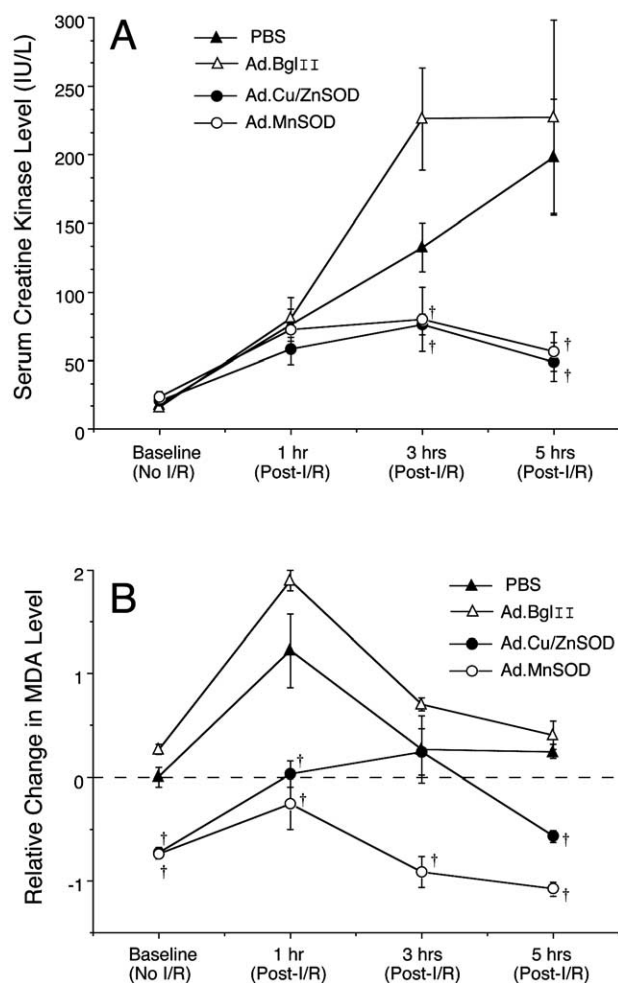 A
Serum Creatine Kinase Level (IU/L)
300
250
200
150
100
50
0
PBS
Ad.BglII
Ad.Cu/ZnSOD
Ad.MnSOD
†
†
†
†
Baseline
(No I/R)
1 hr
(Post-I/R)
3 hrs
(Post-I/R)
5 hrs
(Post-I/R)
B
Relative Change in MDA Level
2
1
0
-1
PBS
Ad.BglII
Ad.Cu/ZnSOD
Ad.MnSOD
†
†
†
†
†
†
†
Baseline
(No I/R)
1 hr
(Post-I/R)
3 hrs
(Post-I/R)
5 hrs
(Post-I/R)